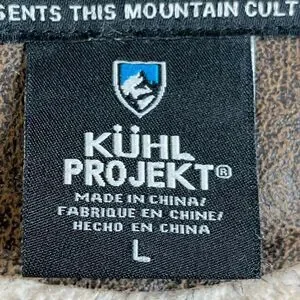 SENTS THIS MOUNTAIN CULT
KÜHL
PROJEKT®
MADE IN CHINA/
FABRIQUE EN CHINE/
HECHO EN CHINA
L